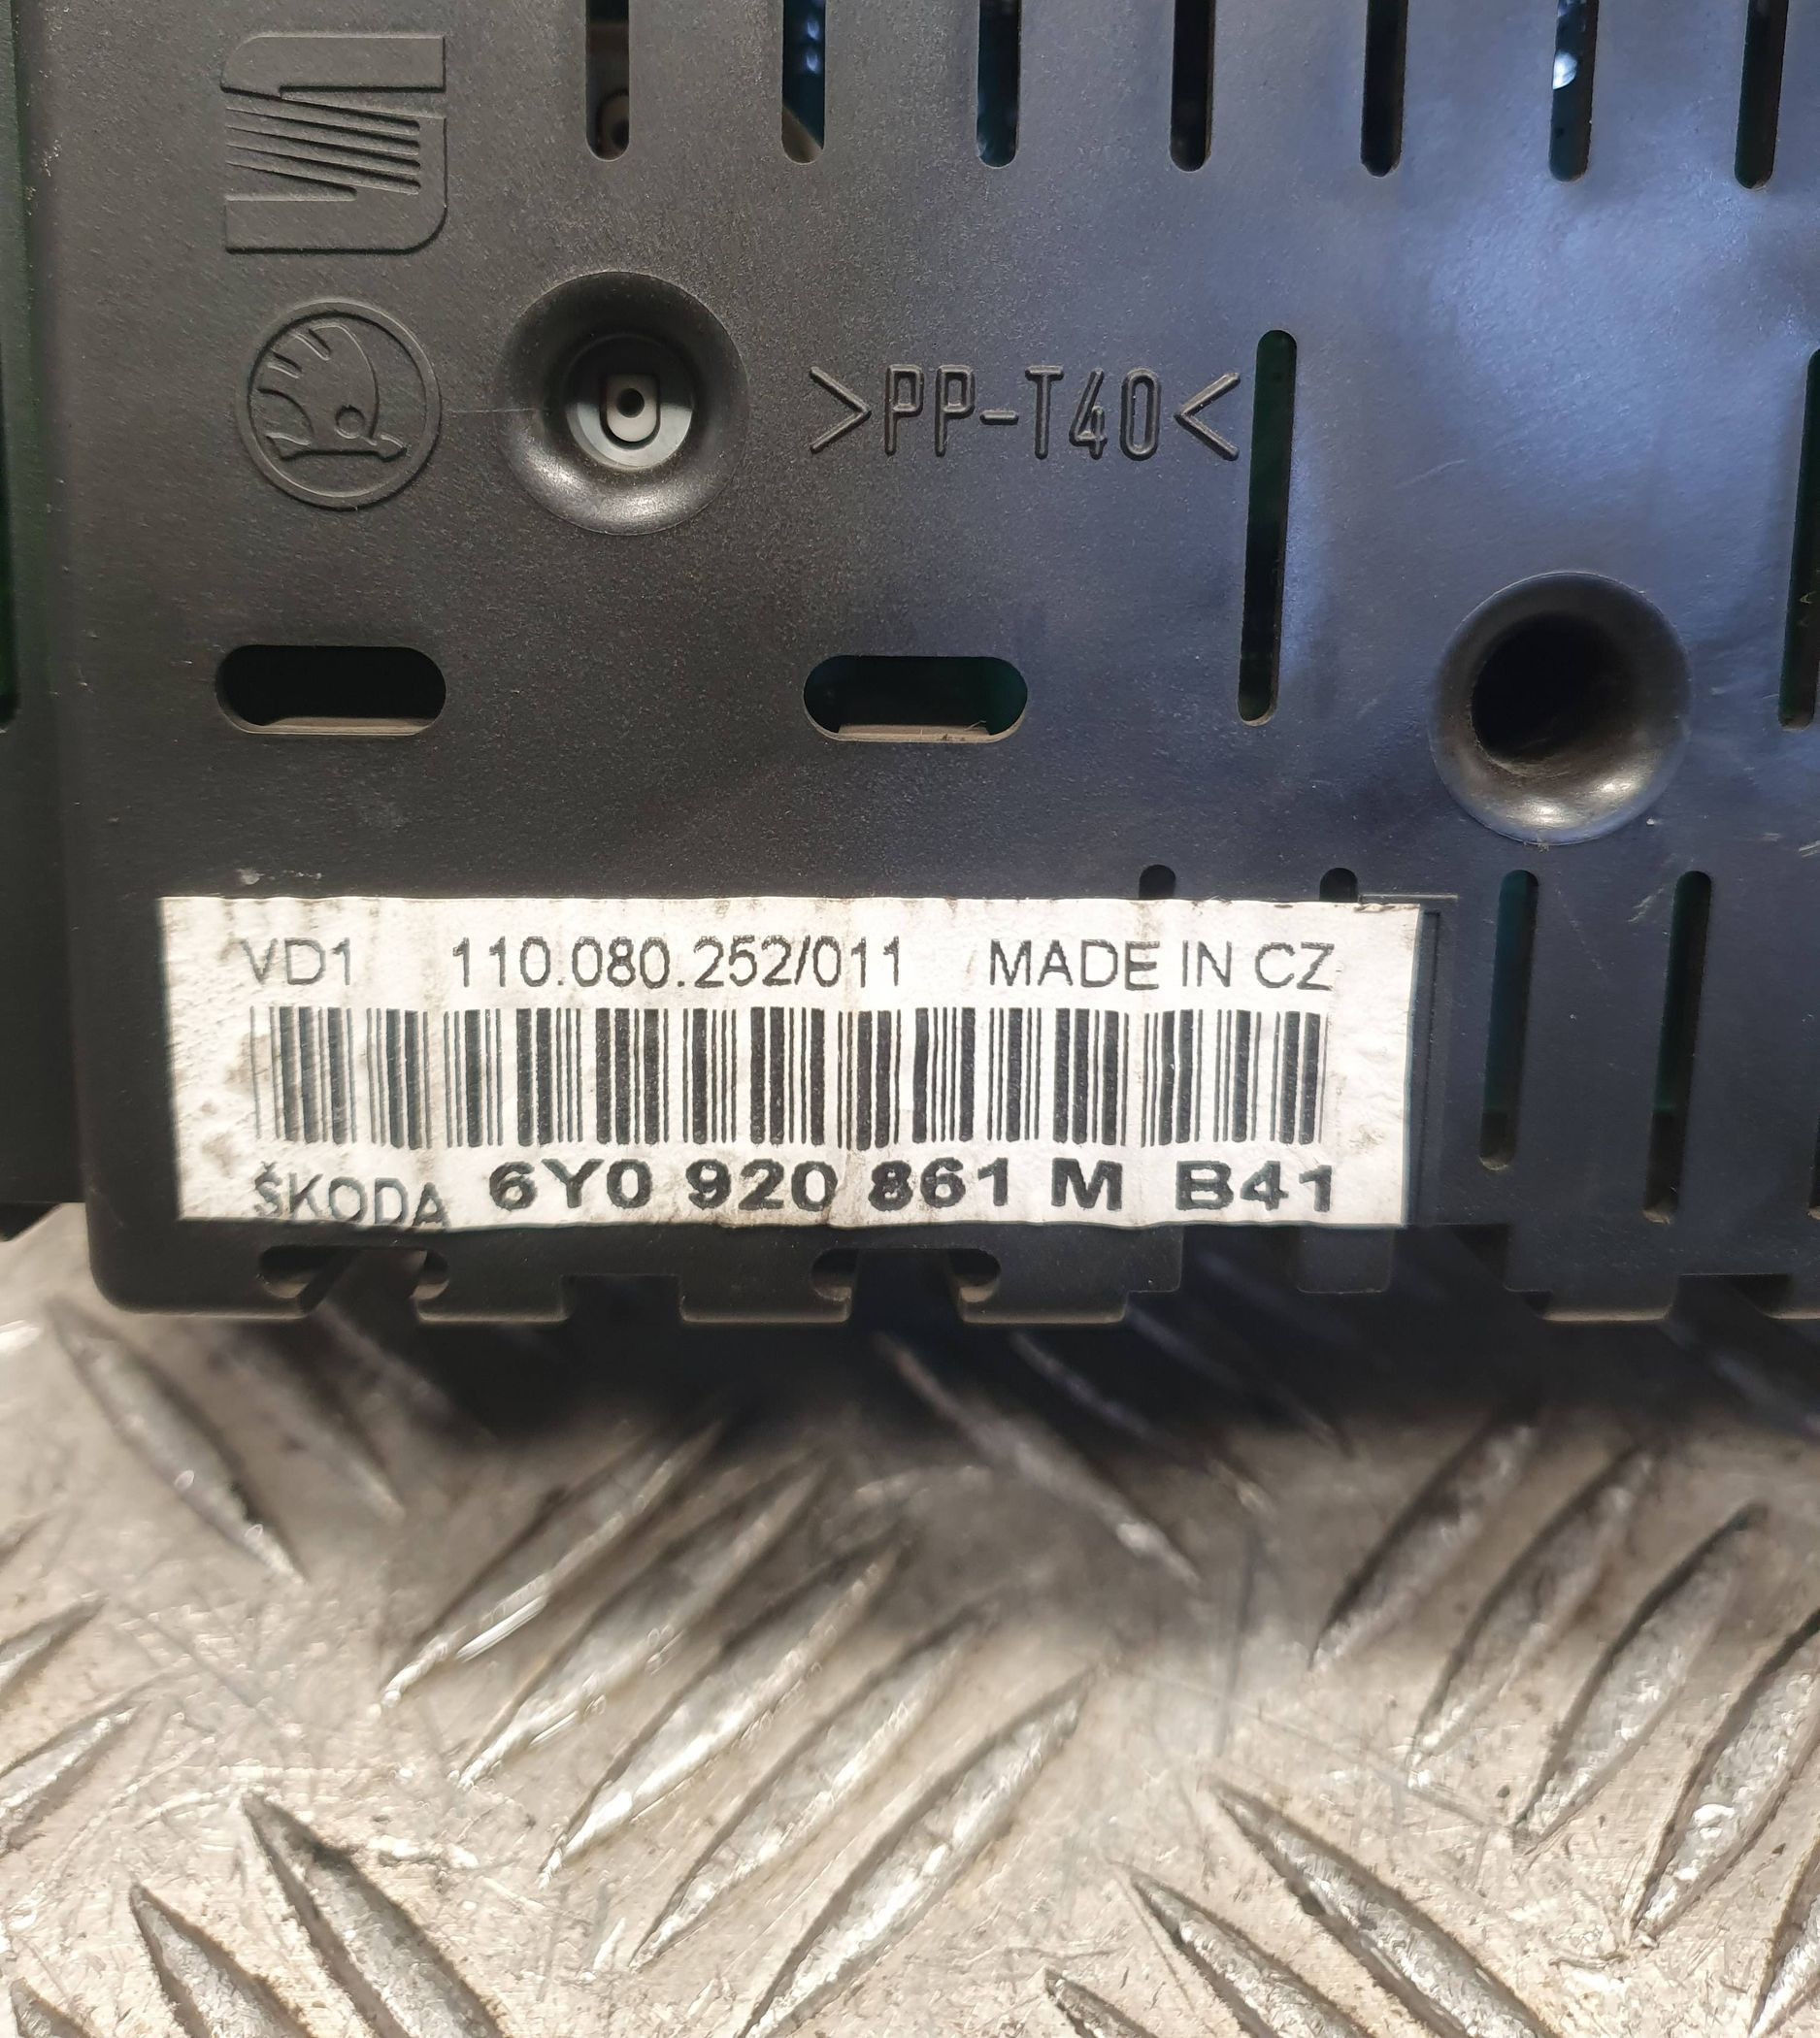 >PP-T40<
VD1 110.080.252/011 MADE IN CZ
ŠKODA 6Y0 920 861 M B41